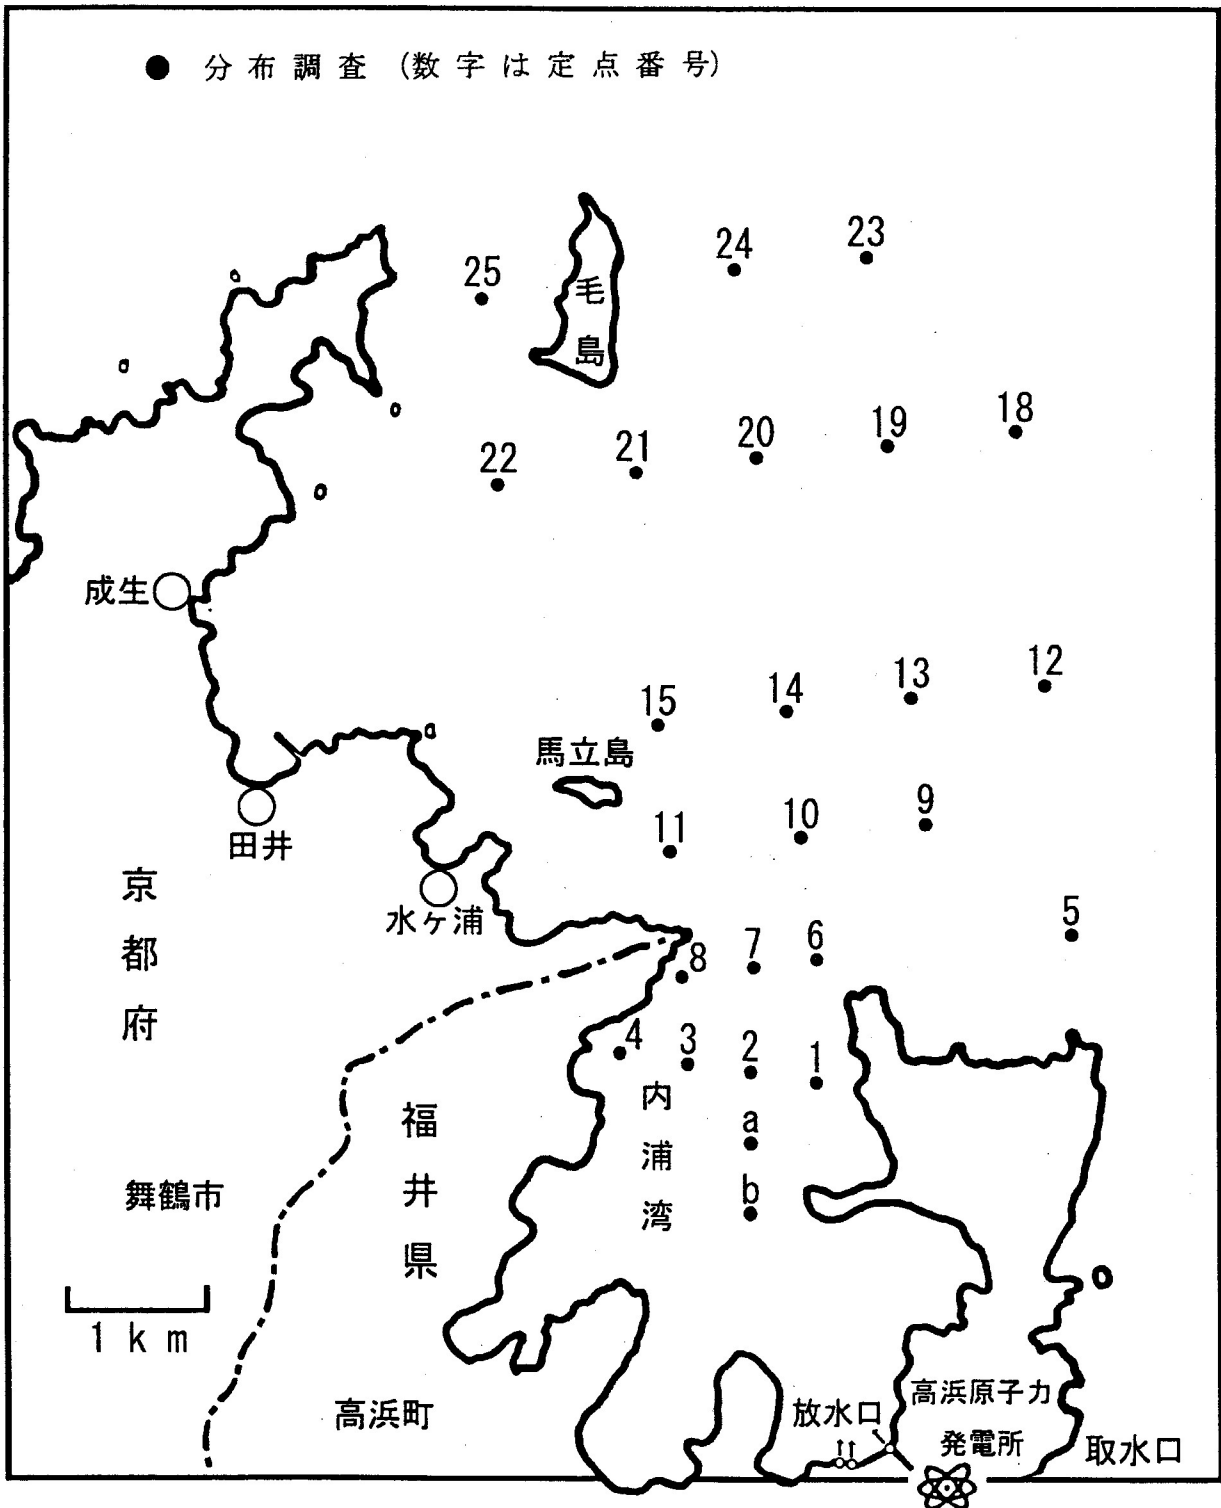 ● 分布調査 (数字は定点番号)
23
24
25
毛島
18
19
20
21
22
成生
12
13
14
15
馬立島
9
10
11
田井
水ヶ浦
京都府
5
6
7
8
4
3
2
1
内浦湾
a
b
福井県
舞鶴市
1km
高浜町
放水口
高浜原子力
発電所
取水口